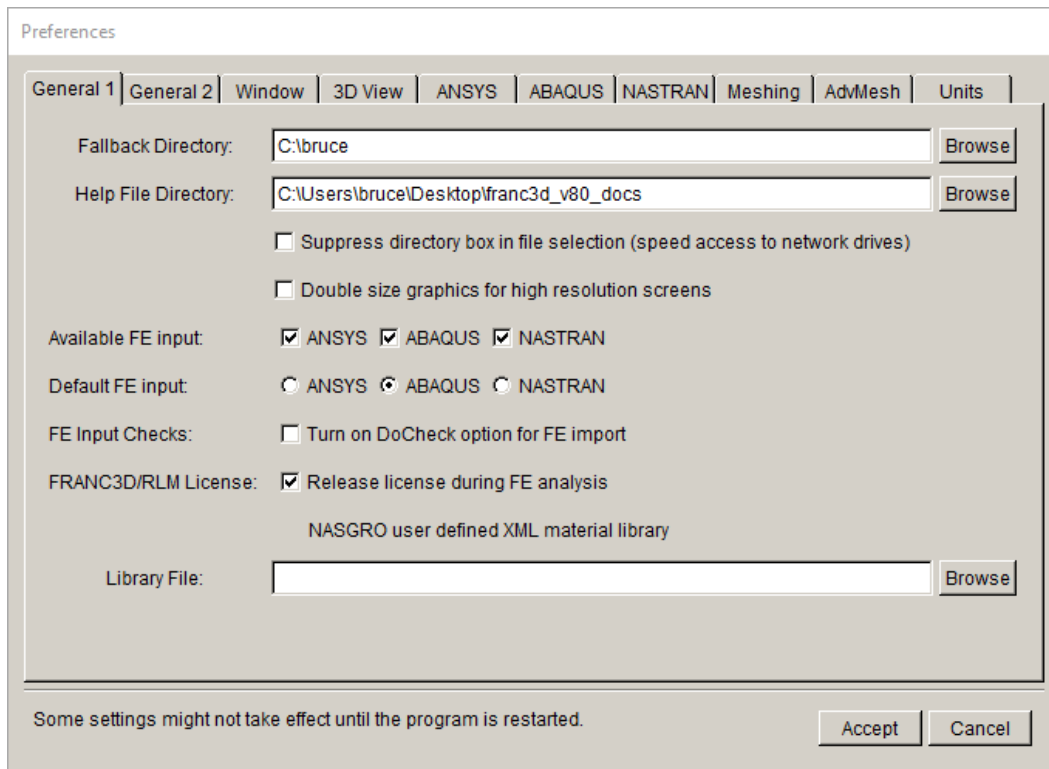 Preferences
General 1 General 2 Window 3D View ANSYS ABAQUS NASTRAN Meshing AdvMesh Units
Fallback Directory: C:\bruce Browse
Help File Directory: C:\Users\bruce\Desktop\franc3d_v80_docs Browse
Suppress directory box in file selection (speed access to network drives)
Double size graphics for high resolution screens
Available FE input: ANSYS ABAQUS NASTRAN
Default FE input: ANSYS ABAQUS NASTRAN
FE Input Checks: Turn on DoCheck option for FE import
FRANC3D/RLM License: Release license during FE analysis
NASGRO user defined XML material library
Library File: Browse
Some settings might not take effect until the program is restarted.
Accept Cancel